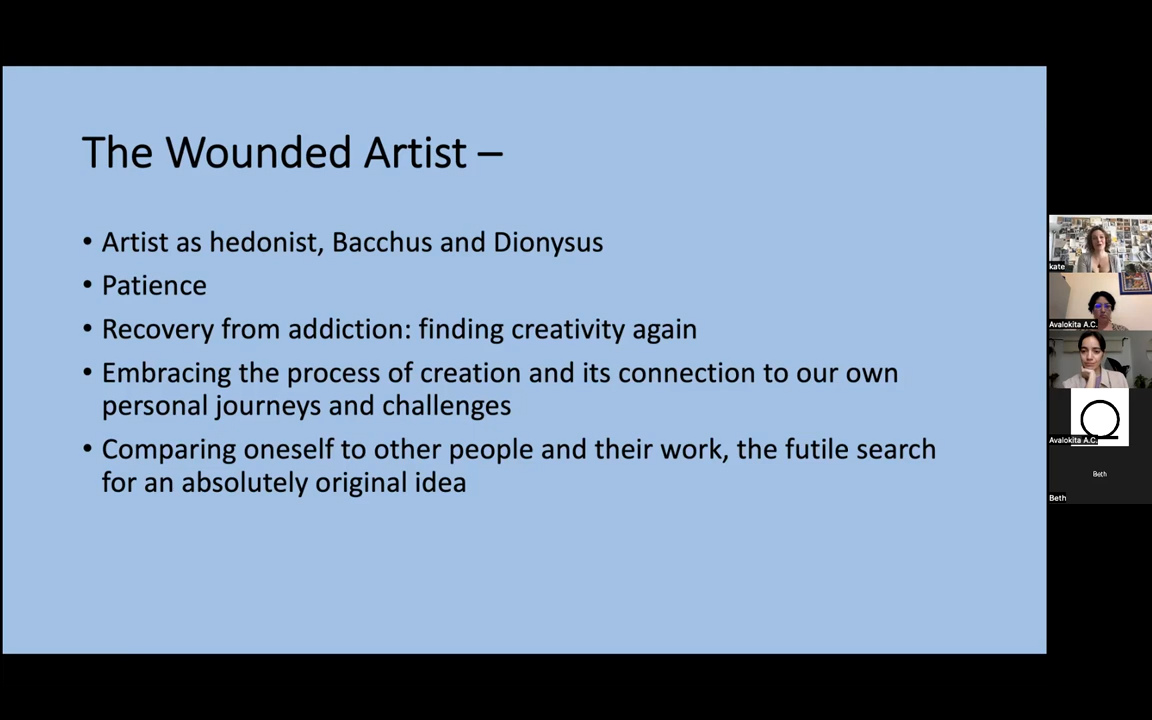 The Wounded Artist –
• Artist as hedonist, Bacchus and Dionysus
• Patience
• Recovery from addiction: finding creativity again
• Embracing the process of creation and its connection to our own
personal journeys and challenges
• Comparing oneself to other people and their work, the futile search
for an absolutely original idea
kate
Avalokita A.C.
Avalokita A.C.
Beth
Beth